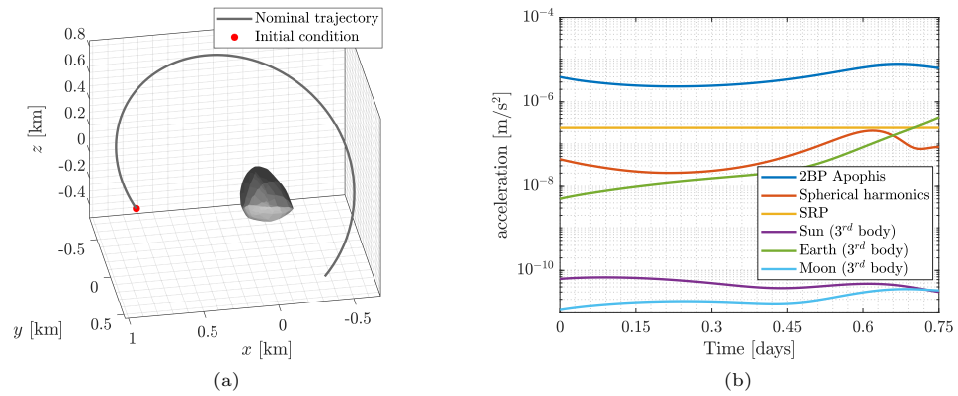 Nominal trajectory
Initial condition
0.8
0.6
0.4
0.2
0
-0.2
-0.4
z [km]
-0.5
0
0.5
y [km]
1
0.5
0
-0.5
x [km]
(a)
10⁻⁴
10⁻⁶
10⁻⁸
10⁻¹⁰
acceleration [m/s²]
2BP Apophis
Spherical harmonics
SRP
Sun (3ʳᵈ body)
Earth (3ʳᵈ body)
Moon (3ʳᵈ body)
0
0.15
0.3
0.45
0.6
0.75
Time [days]
(b)